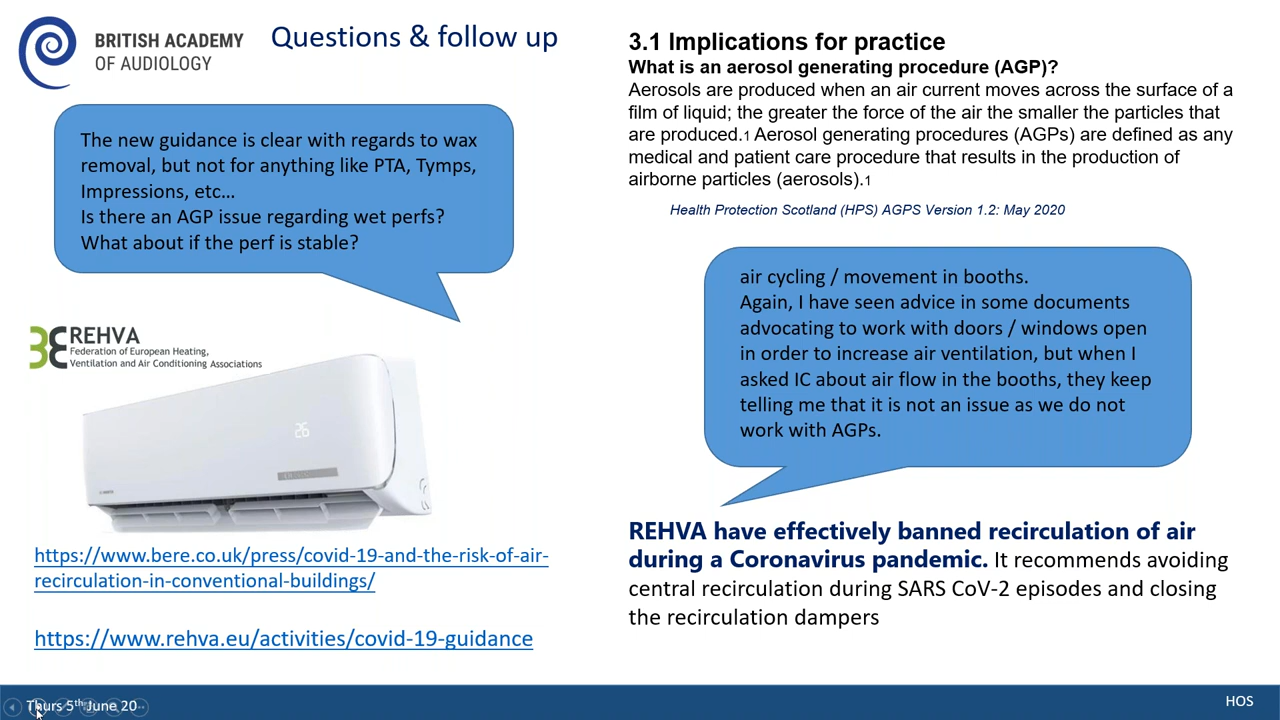 BRITISH ACADEMY
OF AUDIOLOGY
Questions & follow up
The new guidance is clear with regards to wax
removal, but not for anything like PTA, Tymps,
Impressions, etc…
Is there an AGP issue regarding wet perfs?
What about if the perf is stable?
REHVA
Federation of European Heating,
Ventilation and Air Conditioning Associations
26
https://www.bere.co.uk/press/covid-19-and-the-risk-of-air-
recirculation-in-conventional-buildings/
https://www.rehva.eu/activities/covid-19-guidance
3.1 Implications for practice
What is an aerosol generating procedure (AGP)?
Aerosols are produced when an air current moves across the surface of a
film of liquid; the greater the force of the air the smaller the particles that
are produced.1 Aerosol generating procedures (AGPs) are defined as any
medical and patient care procedure that results in the production of
airborne particles (aerosols).1
Health Protection Scotland (HPS) AGPS Version 1.2: May 2020
air cycling / movement in booths.
Again, I have seen advice in some documents
advocating to work with doors / windows open
in order to increase air ventilation, but when I
asked IC about air flow in the booths, they keep
telling me that it is not an issue as we do not
work with AGPs.
REHVA have effectively banned recirculation of air
during a Coronavirus pandemic. It recommends avoiding
central recirculation during SARS CoV-2 episodes and closing
the recirculation dampers
Thurs 5th June 20
HOS